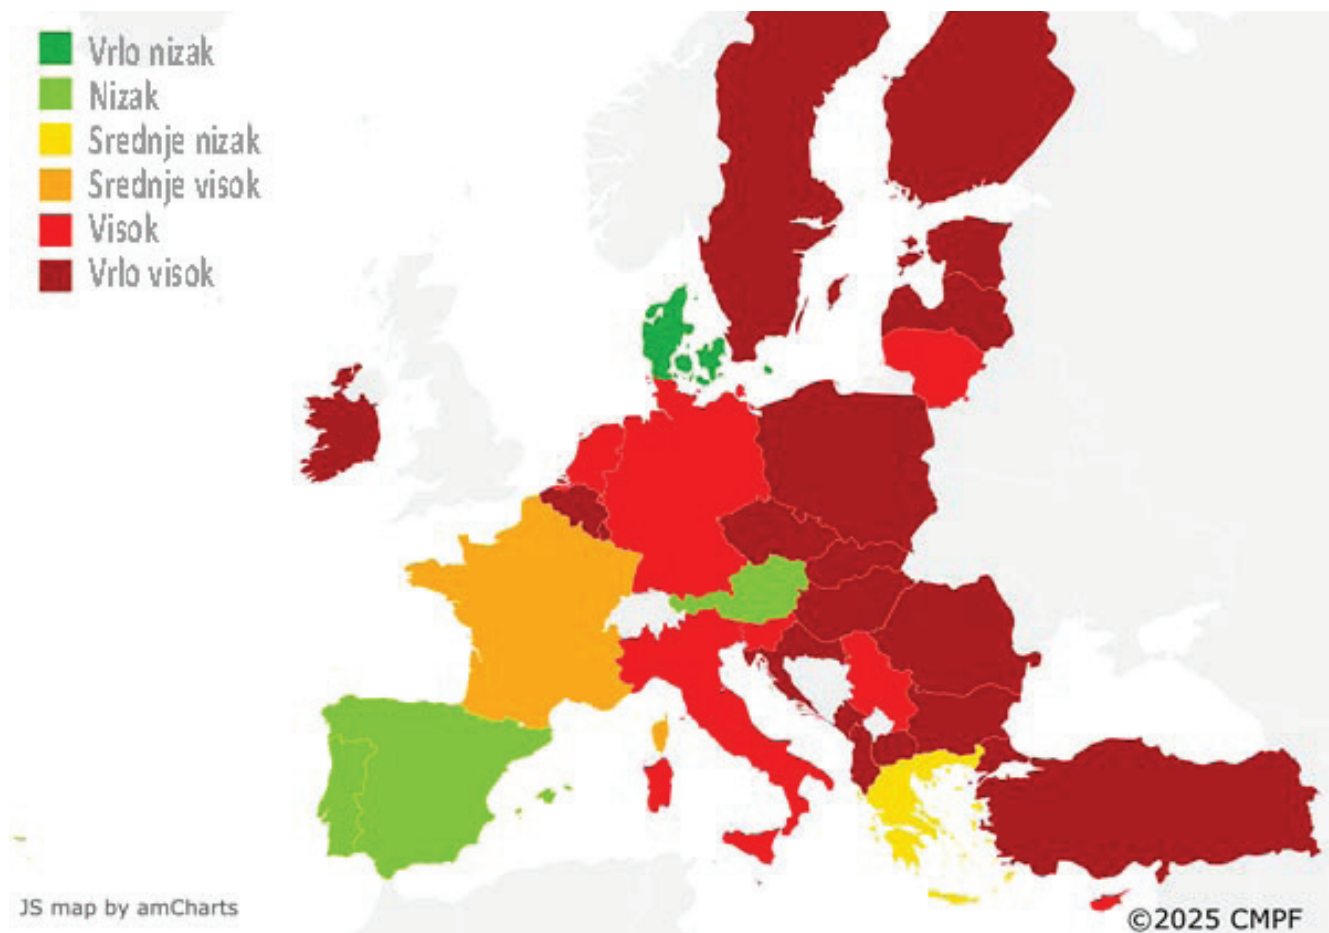 Vrlo nizak
Nizak
Srednje nizak
Srednje visok
Visok
Vrlo visok
JS map by amCharts
©2025 CMPF